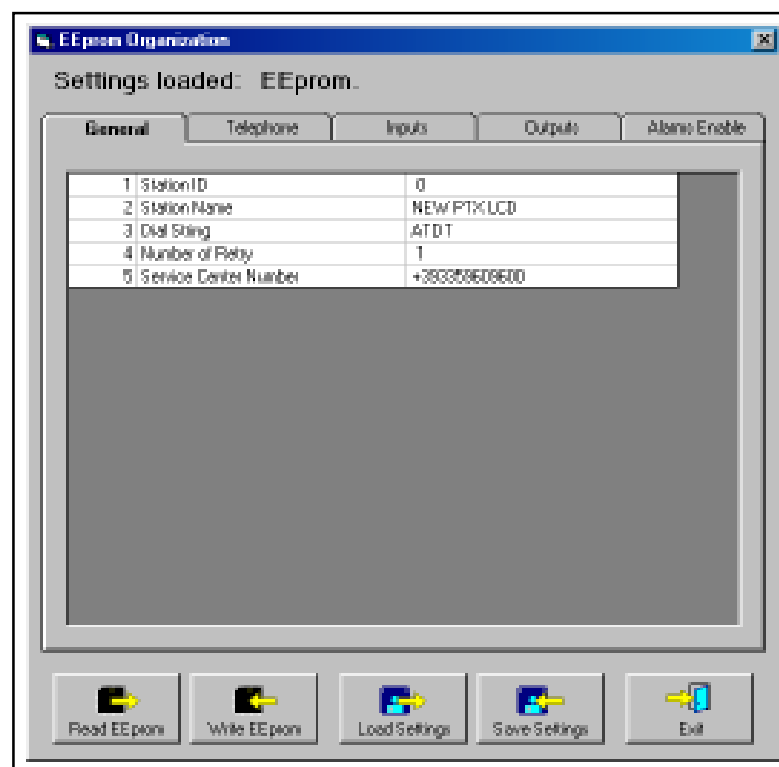 EEprom Organization
Settings loaded: EEprom.
General Telephone Inputs Outputs Alarms Enable
1 Station ID 0
2 Station Name NEW PTX LCD
3 Dial String ATDT
4 Number of Retry 1
5 Service Center Number
Read EEprom Write EEprom Load Settings Save Settings Exit